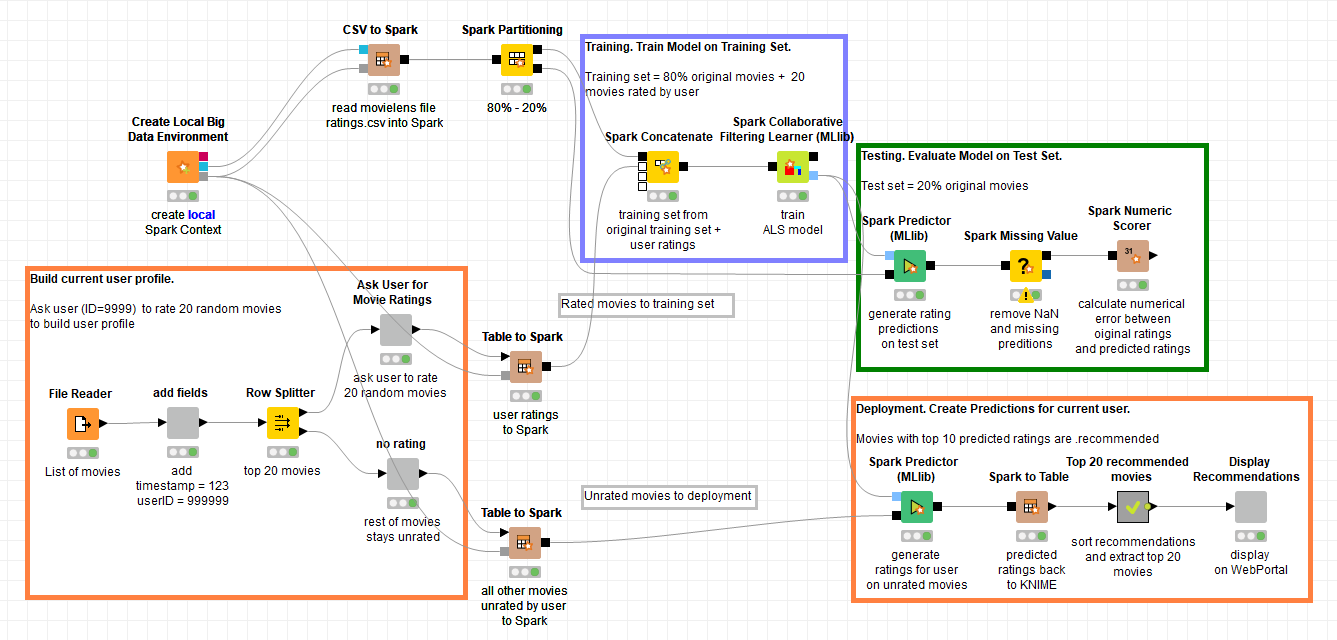 CSV to Spark
read movielens file
ratings.csv into Spark
Spark Partitioning
80% - 20%
Create Local Big
Data Environment
create local
Spark Context
Training. Train Model on Training Set.
Training set = 80% original movies + 20
movies rated by user
Spark Concatenate
training set from
original training set +
user ratings
Spark Collaborative
Filtering Learner (MLlib)
train
ALS model
Testing. Evaluate Model on Test Set.
Test set = 20% original movies
Spark Predictor
(MLlib)
generate rating
predictions
on test set
Spark Missing Value
?
remove NaN
and missing
preditions
Spark Numeric
Scorer
31
calculate numerical
error between
oiginal ratings
and predicted ratings
Build current user profile.
Ask user (ID=9999) to rate 20 random movies
to build user profile
File Reader
List of movies
add fields
add
timestamp = 123
userID = 999999
Row Splitter
top 20 movies
Ask User for
Movie Ratings
ask user to rate
20 random movies
no rating
rest of movies
stays unrated
Rated movies to training set
Table to Spark
user ratings
to Spark
Unrated movies to deployment
Table to Spark
all other movies
unrated by user
to Spark
Deployment. Create Predictions for current user.
Movies with top 10 predicted ratings are .recommended
Spark Predictor
(MLlib)
generate
ratings for user
on unrated movies
Spark to Table
predicted
ratings back
to KNIME
Top 20 recommended
movies
sort recommendations
and extract top 20
movies
Display
Recommendations
display
on WebPortal